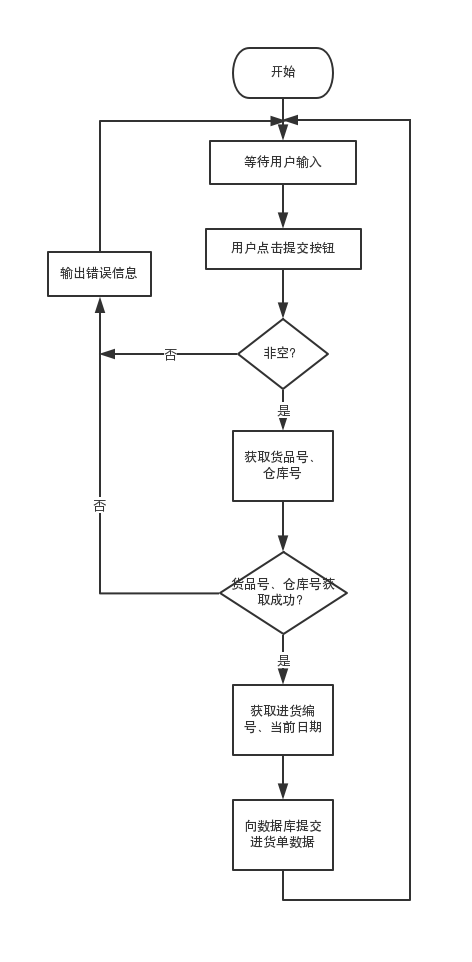 开始
等待用户输入
用户点击提交按钮
输出错误信息
非空?
否
是
获取货品号、
仓库号
否
货品号、仓库号获
取成功?
是
获取进货编
号、当前日期
向数据库提交
进货单数据